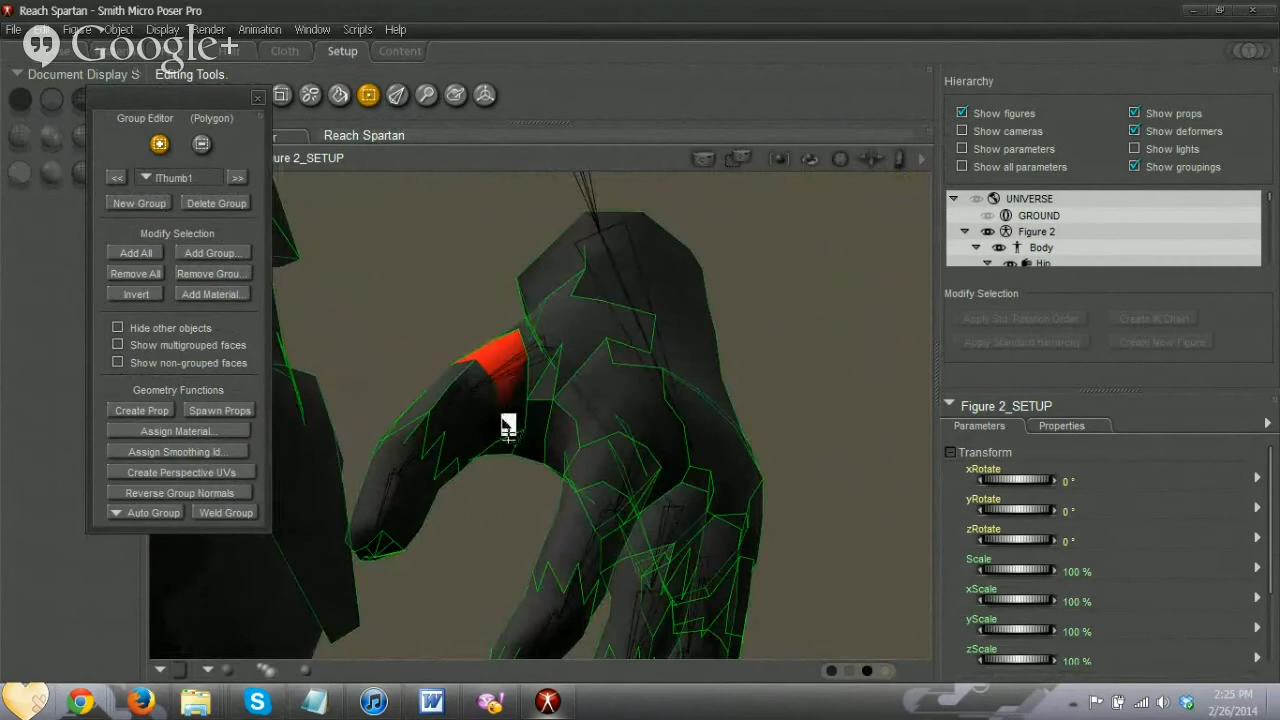 Reach Spartan - Smith Micro Poser Pro
File Edit Figure Object Display Render Animation Window Scripts Help
Google+
Cloth Setup Content
Document Display S Editing Tools.
Hierarchy
Show figures Show props
Show cameras Show deformers
Show parameters Show lights
Show all parameters Show groupings
Group Editor (Polygon)
Reach Spartan
ure 2_SETUP
<< lThumb1 >>
New Group Delete Group
UNIVERSE
GROUND
Figure 2
Body
Hip
Modify Selection
Add All Add Group...
Remove All Remove Grou...
Invert Add Material...
Modify Selection
Apply Std. Rotation Order Create IK Chain
Apply Standard hierarchy Create New Figure
Hide other objects
Show multigrouped faces
Show non-grouped faces
Geometry Functions
Create Prop Spawn Props
Assign Material...
Assign Smoothing Id...
Create Perspective UVs
Reverse Group Normals
Auto Group Weld Group
Figure 2_SETUP
Parameters Properties
Transform
xRotate
0 °
yRotate
0 °
zRotate
0 °
Scale
100 %
xScale
100 %
yScale
100 %
zScale
100 %
2:25 PM
2/26/2014